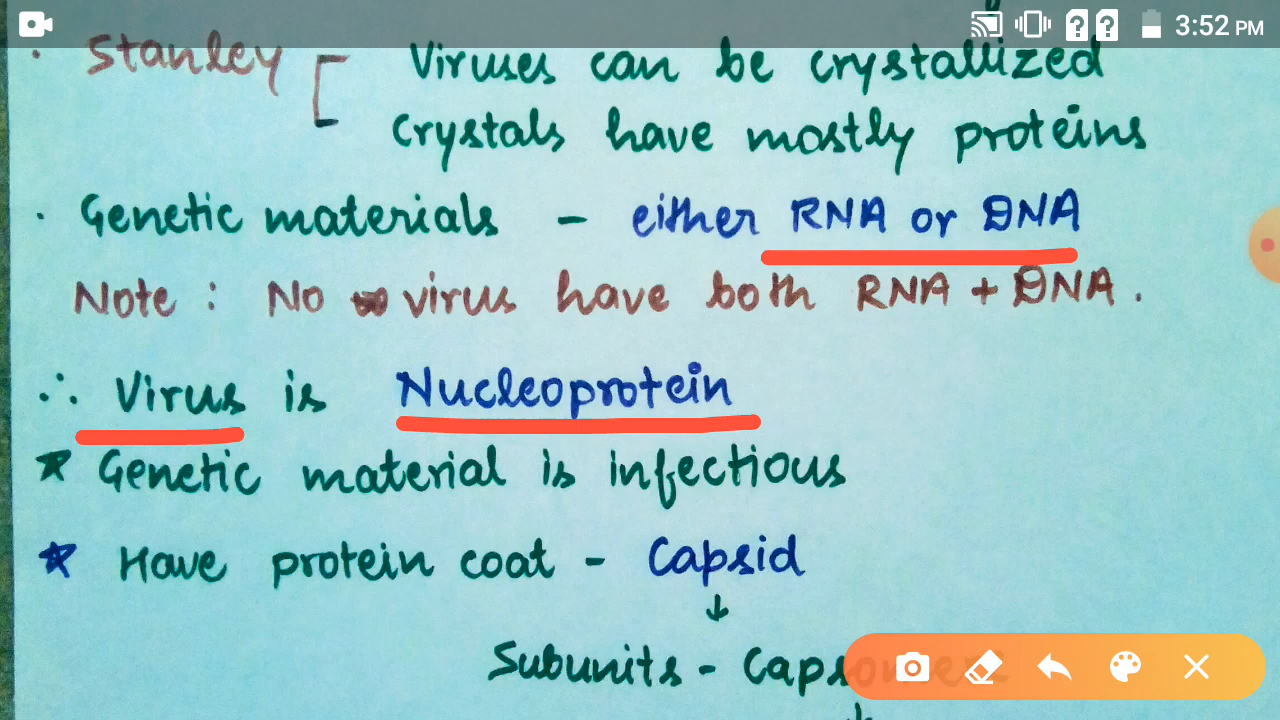 3:52 PM
· Stanley [ Viruses can be crystallized
Crystals have mostly proteins
· Genetic materials - either RNA or DNA
Note : No virus have both RNA + DNA .
∴ Virus is Nucleoprotein
* Genetic material is infectious
* Have protein coat - Capsid
↓
Subunits - Capsomere